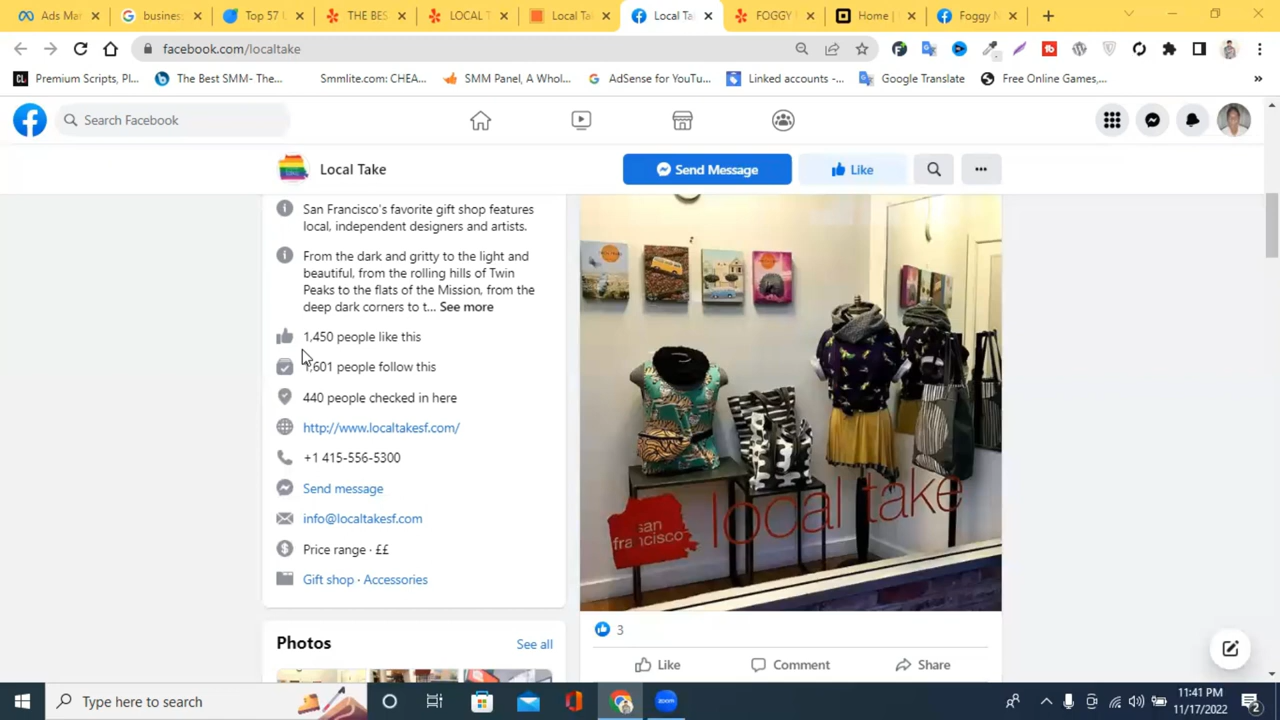 Ads Ma
busines
Top 57 U
THE BES
LOCAL T
Local Ta
Local Ta
FOGGY
Home |
Foggy N
facebook.com/localtake
Premium Scripts, Pl...
The Best SMM- The...
Smmlite.com: CHEA...
SMM Panel, A Whol...
AdSense for YouTu...
Linked accounts -...
Google Translate
Free Online Games,...
Search Facebook
Local Take
Send Message
Like
San Francisco's favorite gift shop features
local, independent designers and artists.
From the dark and gritty to the light and
beautiful, from the rolling hills of Twin
Peaks to the flats of the Mission, from the
deep dark corners to t... See more
1,450 people like this
1,601 people follow this
440 people checked in here
http://www.localtakesf.com/
+1 415-556-5300
Send message
info@localtakesf.com
Price range · ££
Gift shop · Accessories
Photos
See all
san
francisco
local take
3
Like
Comment
Share
Type here to search
11:41 PM
11/17/2022
2